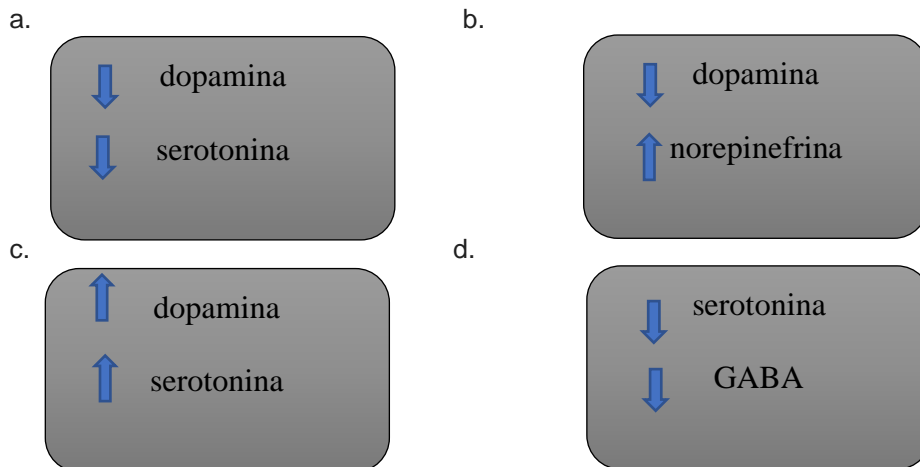 a.
dopamina
serotonina
b.
dopamina
norepinefrina
c.
dopamina
serotonina
d.
serotonina
GABA